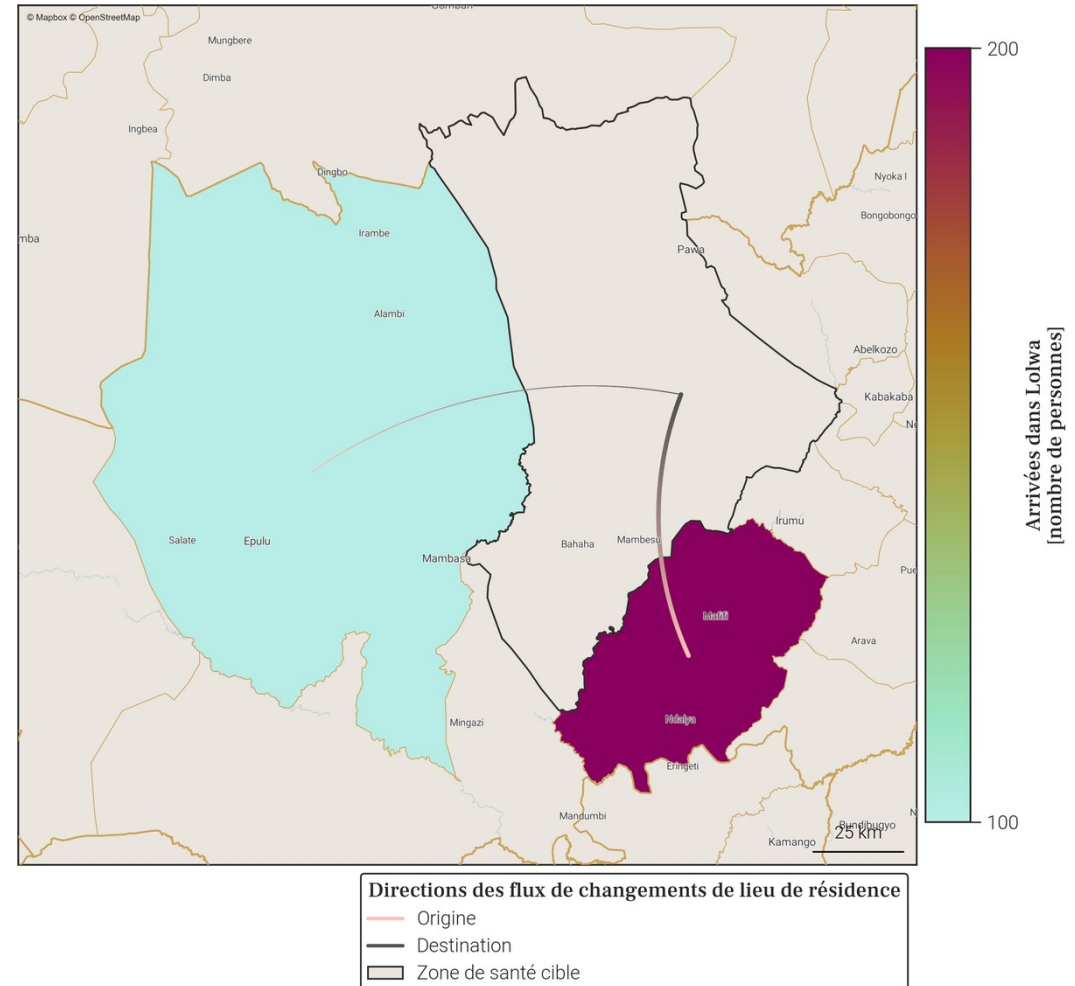 © Mapbox © OpenStreetMap
Mungbere
Dimba
Ingbea
Dingbo
Nyoka I
Bongobongo
Irambe
mba
Pawa
Alambi
Abelkozo
Kabakaba
Salate
Epulu
Mambasa
Bahaha
Mambesu
Irumu
Mafifi
Arava
Ndalya
Mingazi
Eringeti
Mandumbi
Kamango
Bundibugyo
25 km
200
100
Arrivées dans Lolwa
[nombre de personnes]
Directions des flux de changements de lieu de résidence
Origine
Destination
Zone de santé cible